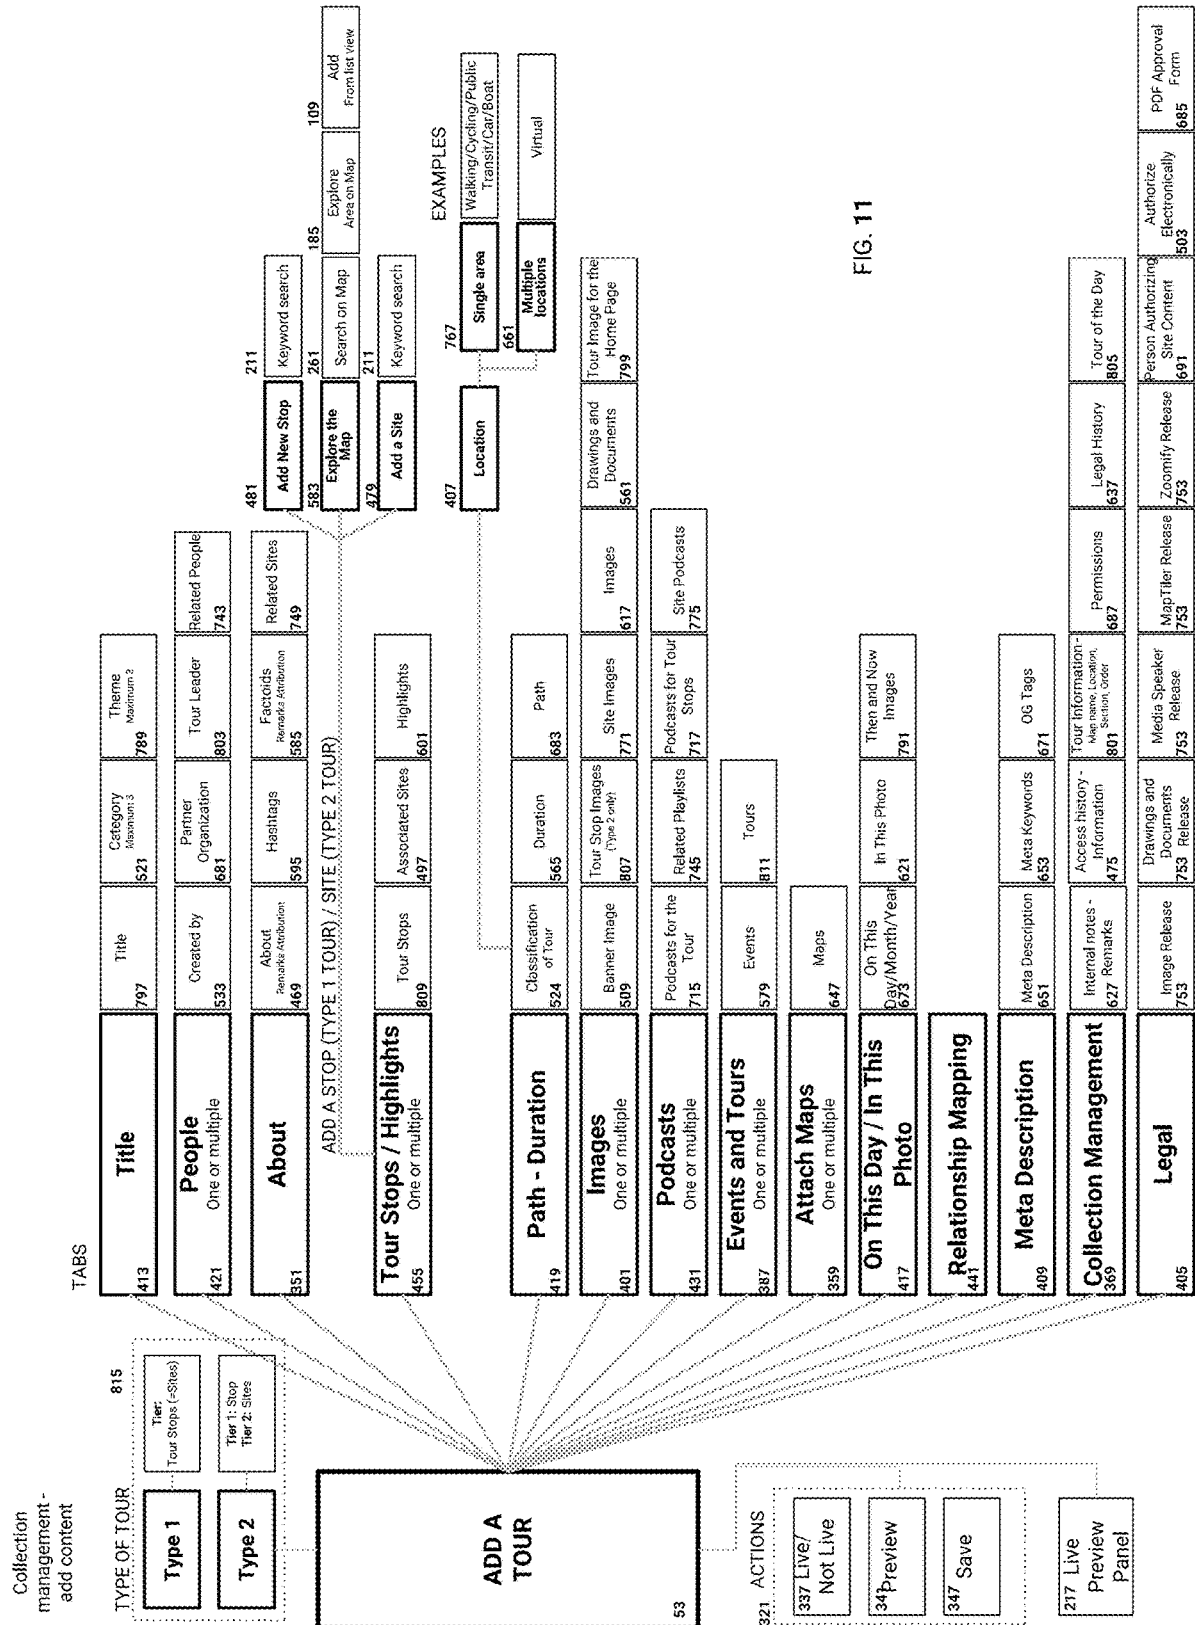 Collection
management -
add content
TYPE OF TOUR
815
Type 1
Tier:
Tour Stops (=Sites)
Type 2
Tier 1: Stop
Tier 2: Sites
ADD A
TOUR
53
321 ACTIONS
337 Live/
Not Live
341 Preview
347 Save
217 Live
Preview
Panel
TABS
Title
413
Title
797
Category
Maximum 3
521
Theme
Maximum 2
789
People
One or multiple
421
Created by
533
Partner
Organization
681
Tour Leader
803
Related People
743
About
351
About
Remarks Attribution
469
Hashtags
595
Factoids
Remarks Attribution
585
Related Sites
749
ADD A STOP (TYPE 1 TOUR) / SITE (TYPE 2 TOUR)
481
Add New Stop
211
Keyword search
583
Explore the
Map
261
Search on Map
185
Explore
Area on Map
109
Add
From list view
479
Add a Site
211
Keyword search
Tour Stops / Highlights
One or multiple
455
Tour Stops
809
Associated Sites
497
Highlights
601
EXAMPLES
407
Location
767
Single area
Walking/Cycling/Public
Transit/Car/Boat
661
Multiple
locations
Virtual
Path - Duration
419
Classification
of Tour
524
Duration
565
Path
683
Images
One or multiple
401
Banner Image
509
Tour Stop Images
(Type 2 only)
807
Site Images
771
Images
617
Drawings and
Documents
561
Tour Image for the
Home Page
799
Podcasts
One or multiple
431
Podcasts for the
Tour
715
Related Playlists
745
Podcasts for Tour
Stops
717
Site Podcasts
775
Events and Tours
One or multiple
387
Events
579
Tours
811
Attach Maps
One or multiple
359
Maps
647
On This Day / In This
Photo
417
On This
Day/Month/Year
673
In This Photo
621
Then and Now
Images
791
Relationship Mapping
441
Meta Description
409
Meta Description
651
Meta Keywords
653
OG Tags
671
Collection Management
369
Internal notes -
Remarks
627
Access history -
Information
475
Tour Information -
Map name, Location,
Section, Order
801
Permissions
687
Legal History
637
Tour of the Day
805
Legal
405
Image Release
753
Drawings and
Documents
Release
753
Media Speaker
Release
753
MapTiler Release
753
Zoomify Release
753
Person Authorizing
Site Content
691
Authorize
Electronically
503
PDF Approval
Form
685
FIG. 11